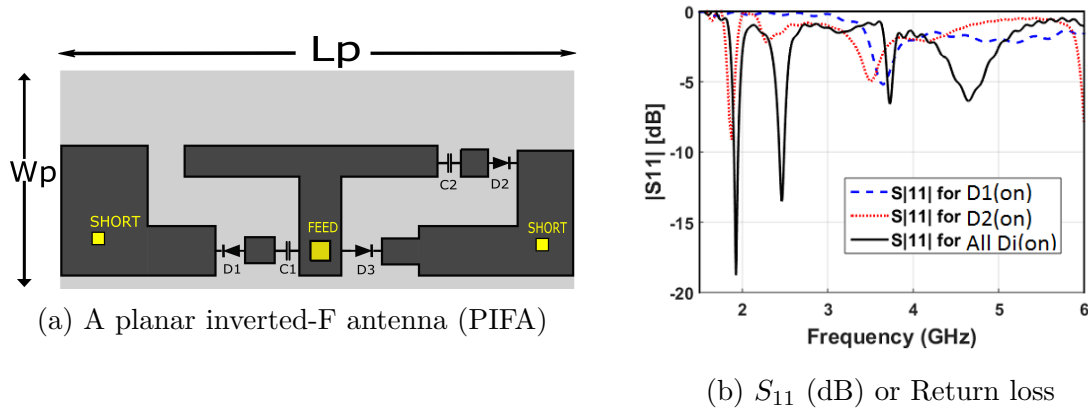 Lp
Wp
C2
D2
SHORT
FEED
SHORT
D1
C1
D3
(a) A planar inverted-F antenna (PIFA)
|S11| [dB]
0
-5
-10
-15
-20
2
3
4
5
6
S|11| for D1(on)
S|11| for D2(on)
S|11| for All Di(on)
Frequency (GHz)
(b) S₁₁ (dB) or Return loss